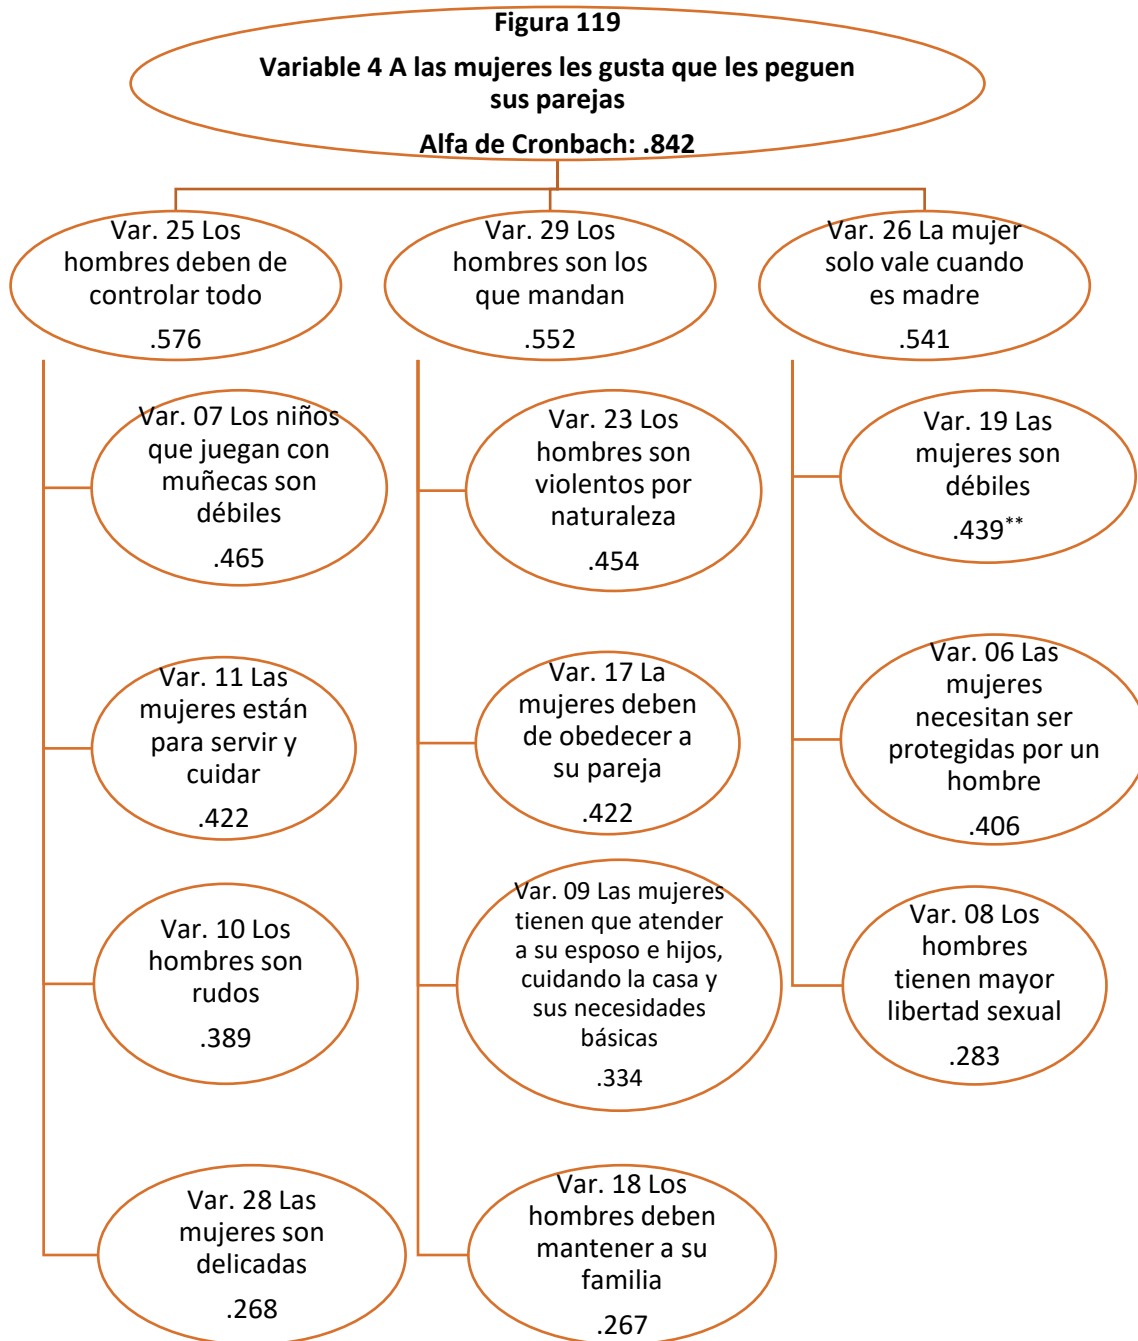 Figura 119
Variable 4 A las mujeres les gusta que les peguen
sus parejas
Alfa de Cronbach: .842
Var. 25 Los
hombres deben de
controlar todo
.576
Var. 29 Los
hombres son los
que mandan
.552
Var. 26 La mujer
solo vale cuando
es madre
.541
Var. 07 Los niños
que juegan con
muñecas son
débiles
.465
Var. 23 Los
hombres son
violentos por
naturaleza
.454
Var. 19 Las
mujeres son
débiles
.439**
Var. 11 Las
mujeres están
para servir y
cuidar
.422
Var. 17 La
mujeres deben
de obedecer a
su pareja
.422
Var. 06 Las
mujeres
necesitan ser
protegidas por un
hombre
.406
Var. 10 Los
hombres son
rudos
.389
Var. 09 Las mujeres
tienen que atender
a su esposo e hijos,
cuidando la casa y
sus necesidades
básicas
.334
Var. 08 Los
hombres
tienen mayor
libertad sexual
.283
Var. 28 Las
mujeres son
delicadas
.268
Var. 18 Los
hombres deben
mantener a su
familia
.267